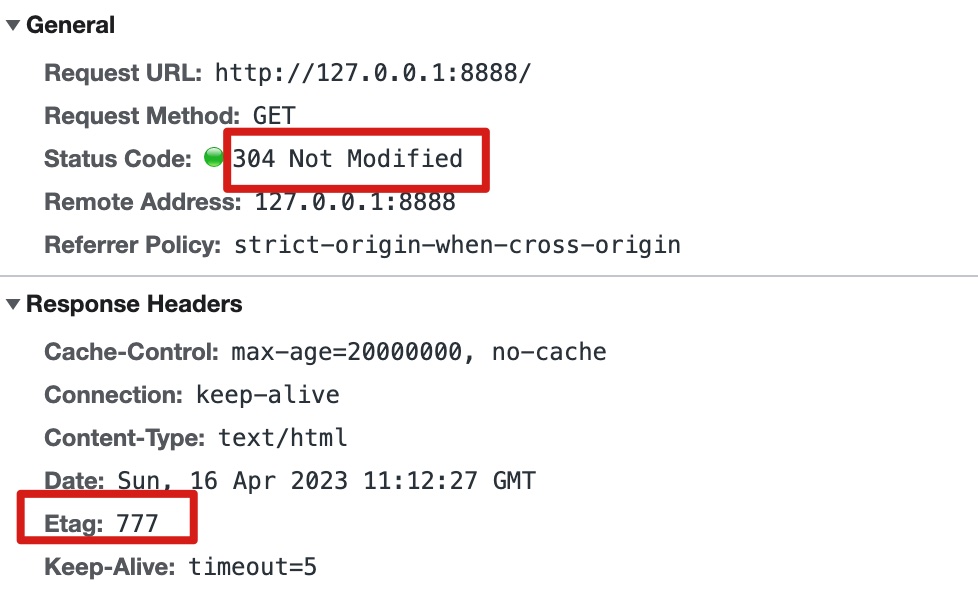 General
Request URL: http://127.0.0.1:8888/
Request Method: GET
Status Code: 304 Not Modified
Remote Address: 127.0.0.1:8888
Referrer Policy: strict-origin-when-cross-origin
Response Headers
Cache-Control: max-age=20000000, no-cache
Connection: keep-alive
Content-Type: text/html
Date: Sun, 16 Apr 2023 11:12:27 GMT
Etag: 777
Keep-Alive: timeout=5